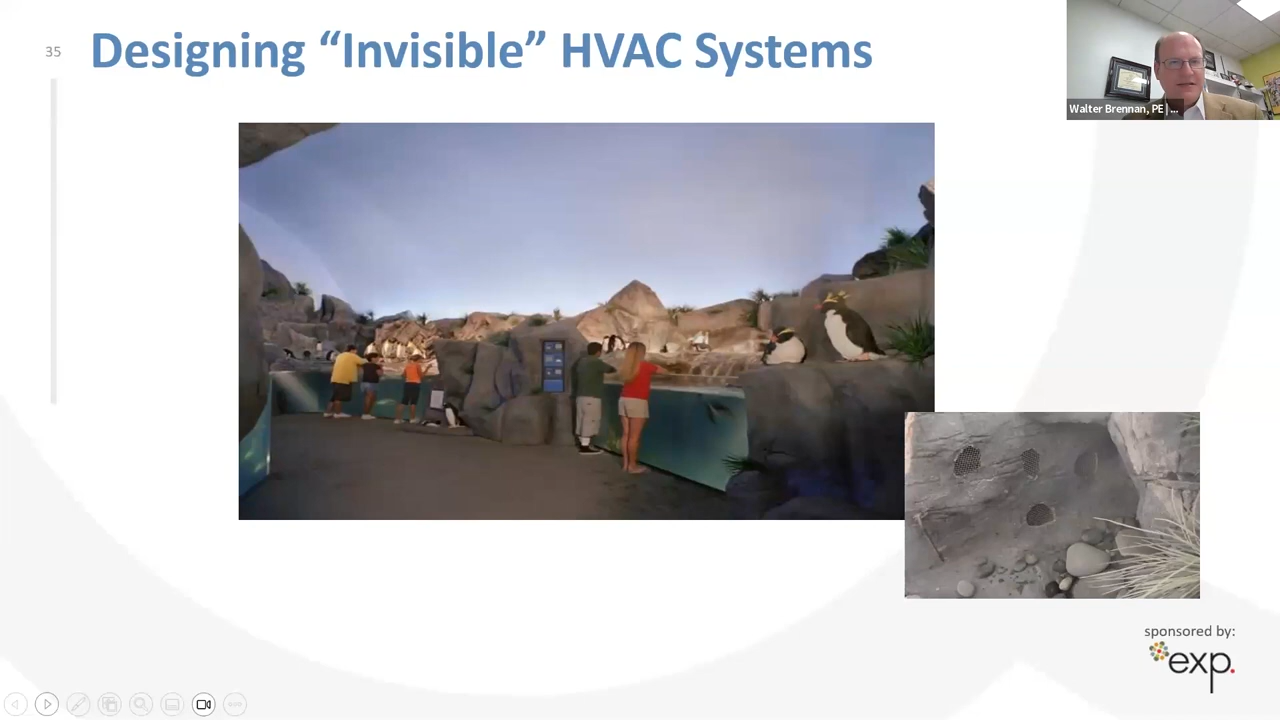 35
Designing “Invisible” HVAC Systems
Walter Brennan, PE | ...
sponsored by:
exp.